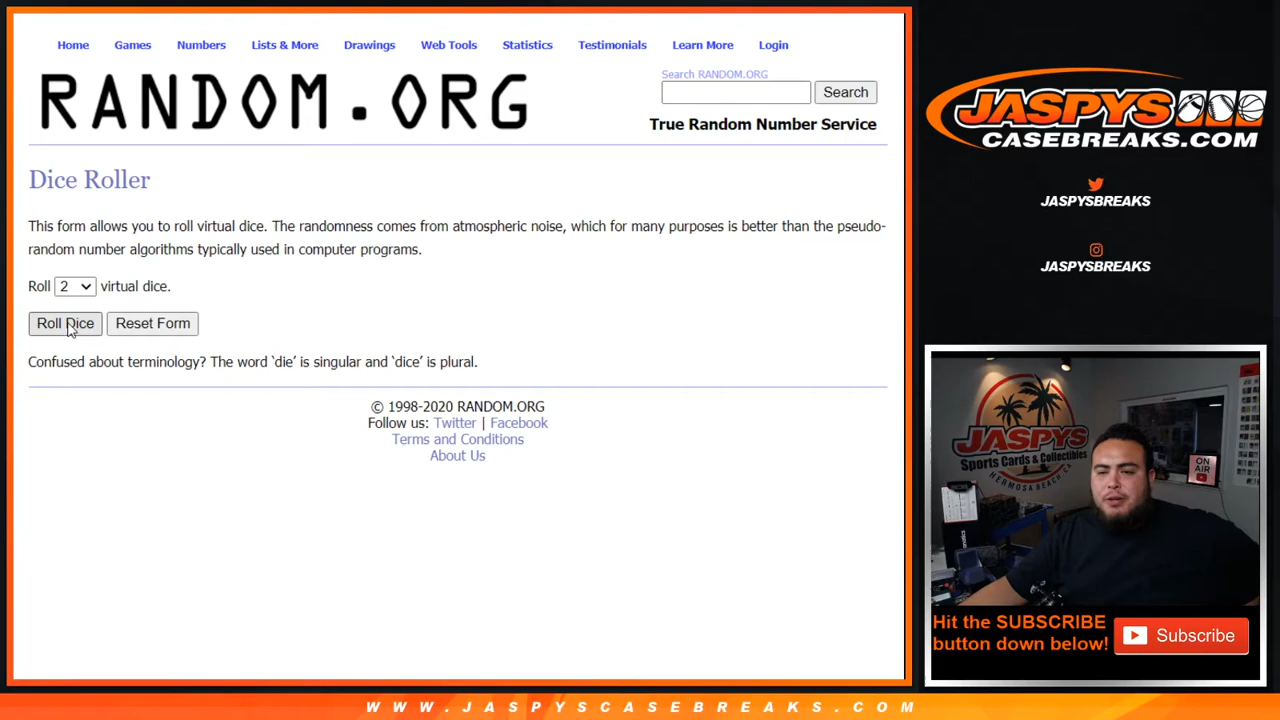 Home Games Numbers Lists & More Drawings Web Tools Statistics Testimonials Learn More Login
RANDOM.ORG
Search RANDOM.ORG
Search
True Random Number Service
Dice Roller
This form allows you to roll virtual dice. The randomness comes from atmospheric noise, which for many purposes is better than the pseudo-
random number algorithms typically used in computer programs.
Roll 2 virtual dice.
Roll Dice Reset Form
Confused about terminology? The word ‘die’ is singular and ‘dice’ is plural.
© 1998-2020 RANDOM.ORG
Follow us: Twitter | Facebook
Terms and Conditions
About Us
JASPYS
CASEBREAKS.COM
JASPYSBREAKS
JASPYSBREAKS
JASPYS
Sports Cards & Collectibles
HERMOSA BEACH, CA
ON
AIR
Hit the SUBSCRIBE
button down below!
Subscribe
WWW.JASPYSCASEBREAKS.COM